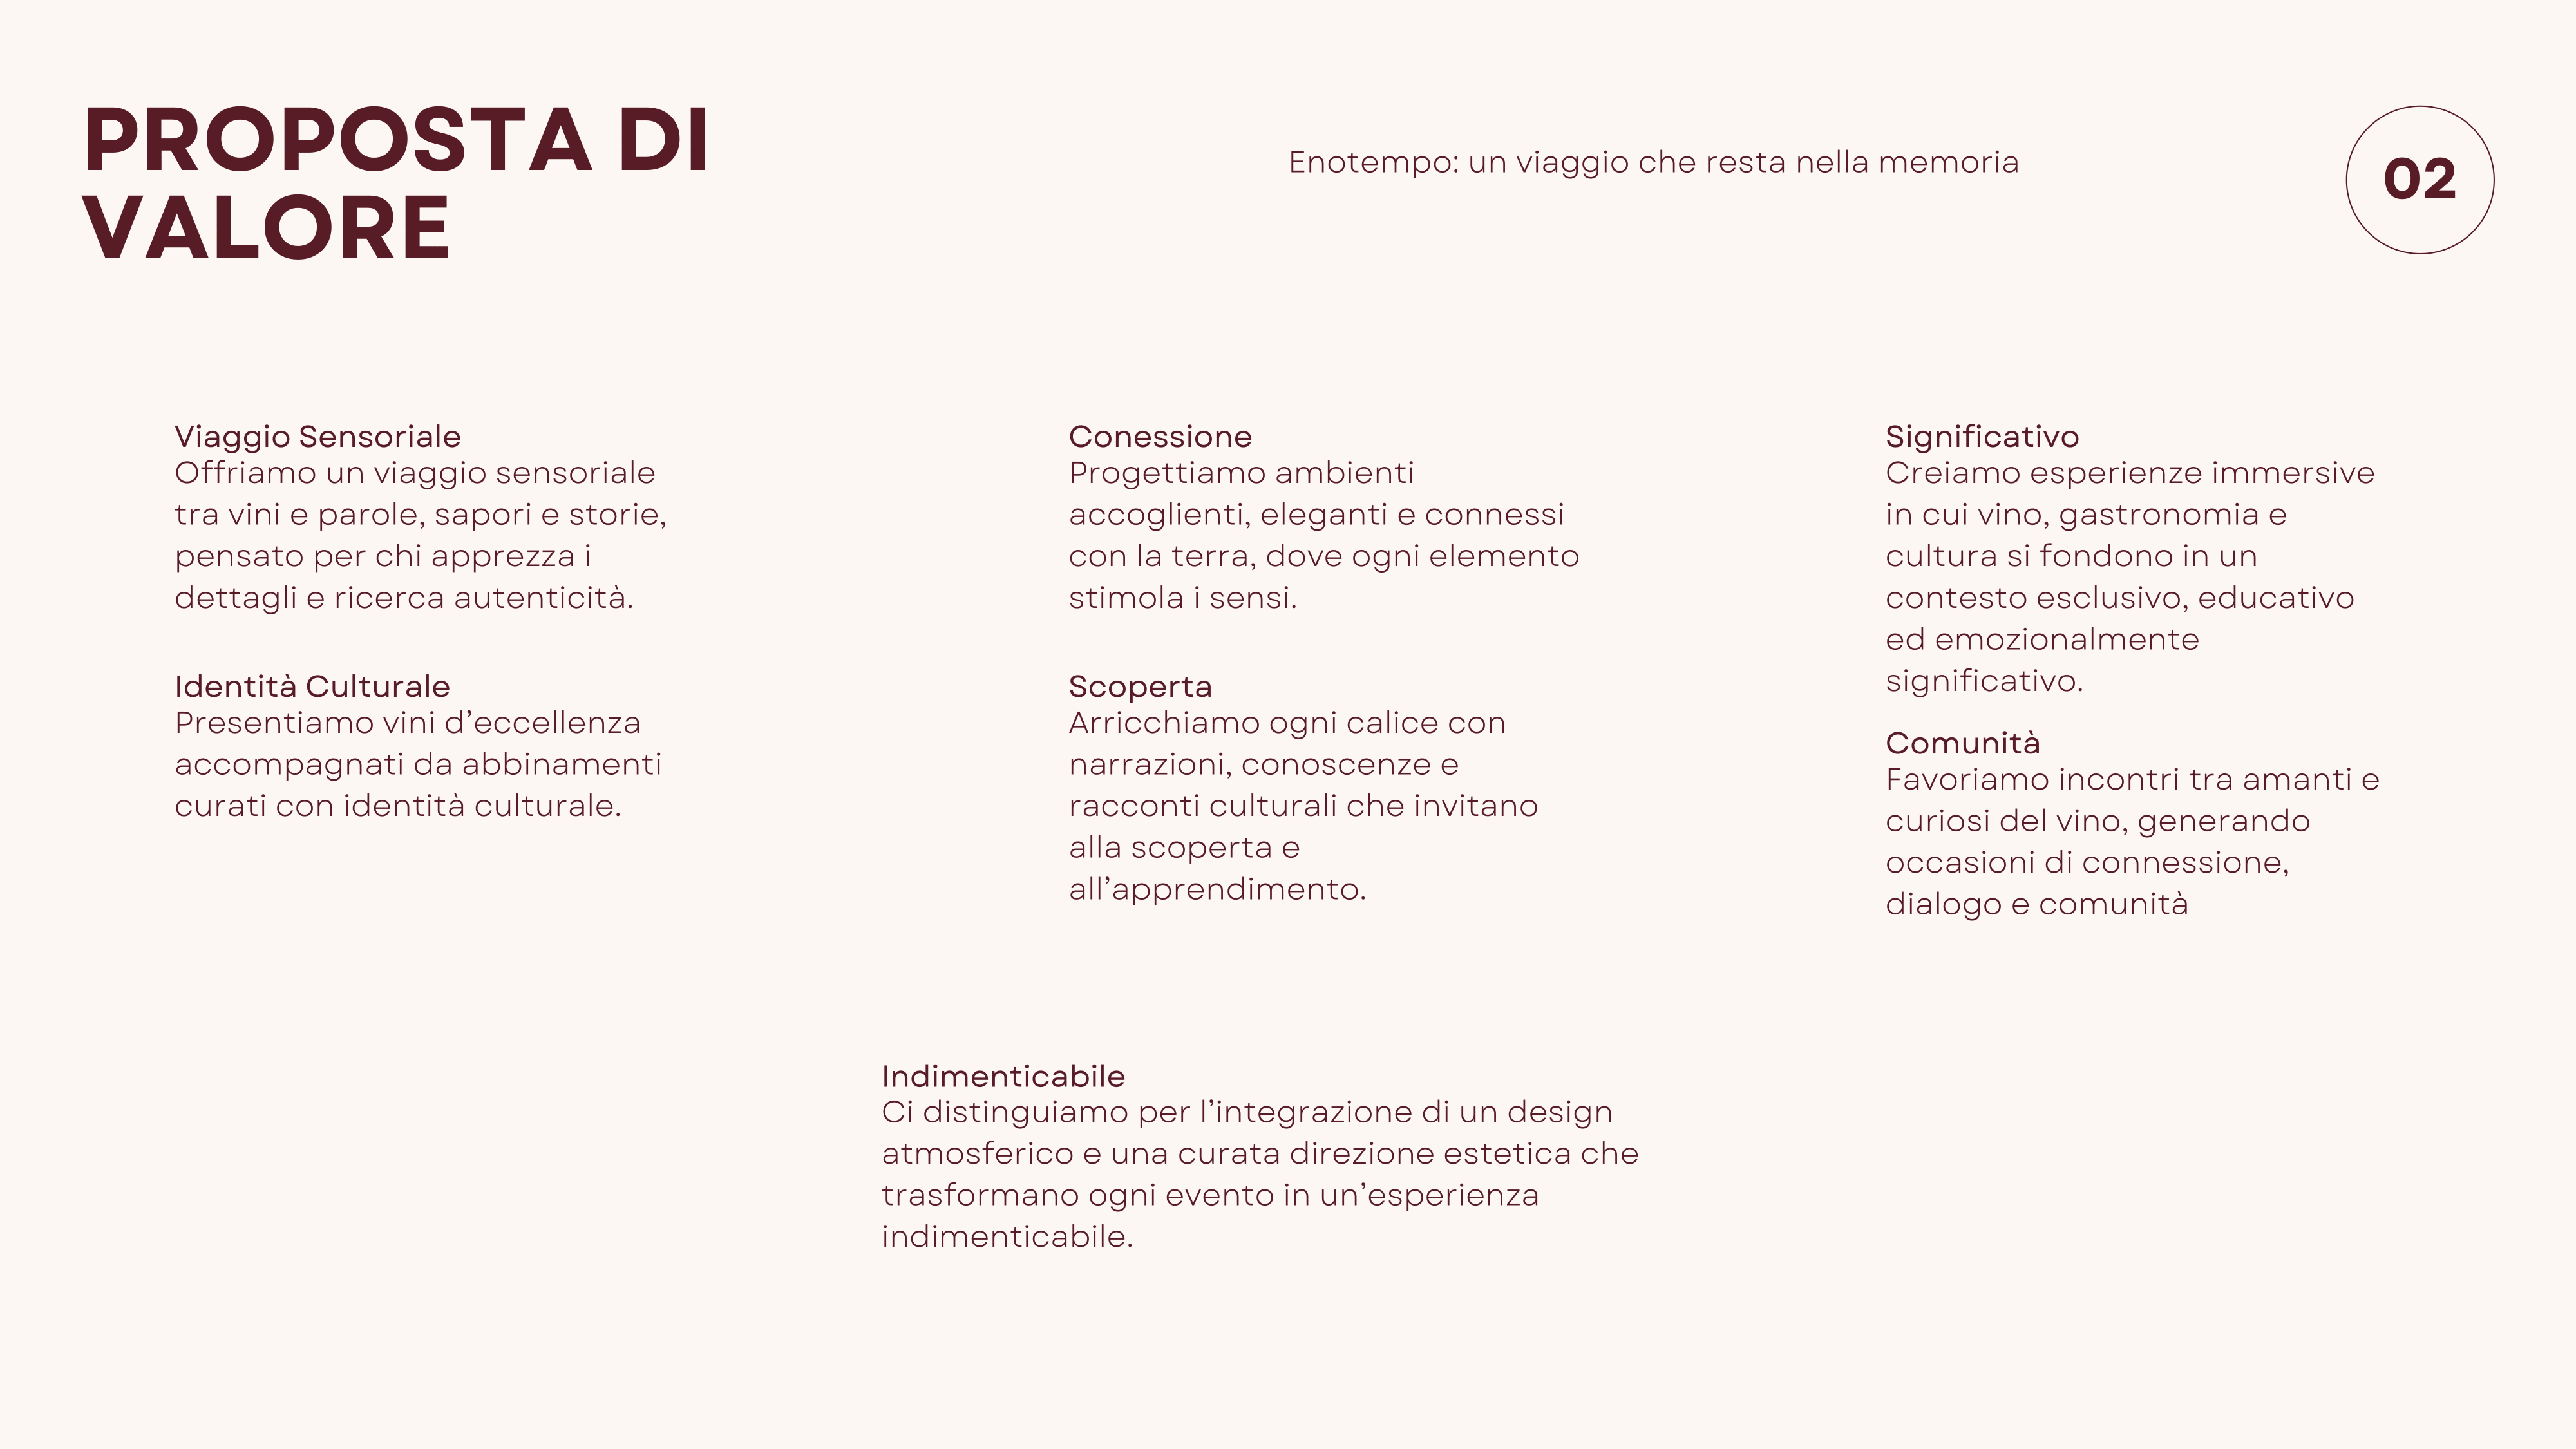 PROPOSTA DI
VALORE
Enotempo: un viaggio che resta nella memoria
02
Viaggio Sensoriale
Offriamo un viaggio sensoriale
tra vini e parole, sapori e storie,
pensato per chi apprezza i
dettagli e ricerca autenticità.
Identità Culturale
Presentiamo vini d’eccellenza
accompagnati da abbinamenti
curati con identità culturale.
Conessione
Progettiamo ambienti
accoglienti, eleganti e connessi
con la terra, dove ogni elemento
stimola i sensi.
Scoperta
Arricchiamo ogni calice con
narrazioni, conoscenze e
racconti culturali che invitano
alla scoperta e
all’apprendimento.
Significativo
Creiamo esperienze immersive
in cui vino, gastronomia e
cultura si fondono in un
contesto esclusivo, educativo
ed emozionalmente
significativo.
Comunità
Favoriamo incontri tra amanti e
curiosi del vino, generando
occasioni di connessione,
dialogo e comunità
Indimenticabile
Ci distinguiamo per l’integrazione di un design
atmosferico e una curata direzione estetica che
trasformano ogni evento in un’esperienza
indimenticabile.